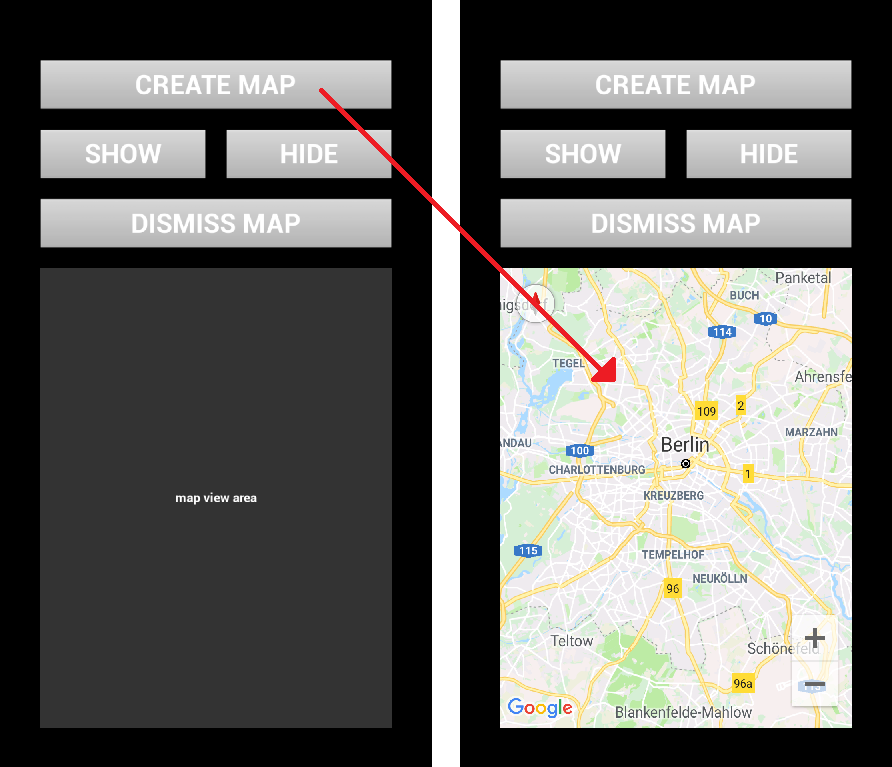 CREATE MAP
SHOW HIDE
DISMISS MAP
map view area
CREATE MAP
SHOW HIDE
DISMISS MAP
Panketal
BUCH
10
114
TEGEL
Ahrensfe
2
109
MARZAHN
ANDAU
Berlin
100
CHARLOTTENBURG
1
KREUZBERG
115
TEMPELHOF
NEUKÖLLN
96
Teltow
Schönefeld
+
96a
−
Google
Blankenfelde-Mahlow